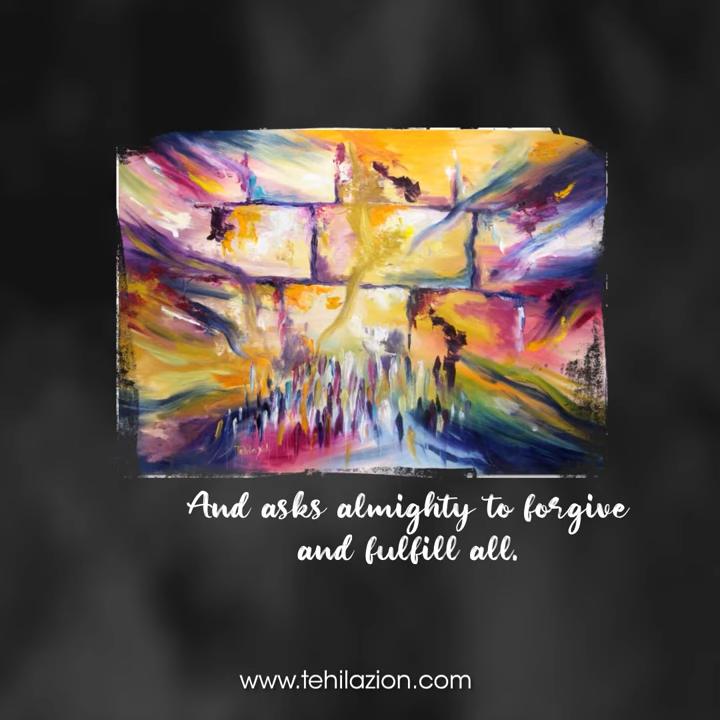 And asks almighty to forgive
and fulfill all.
www.tehilazion.com